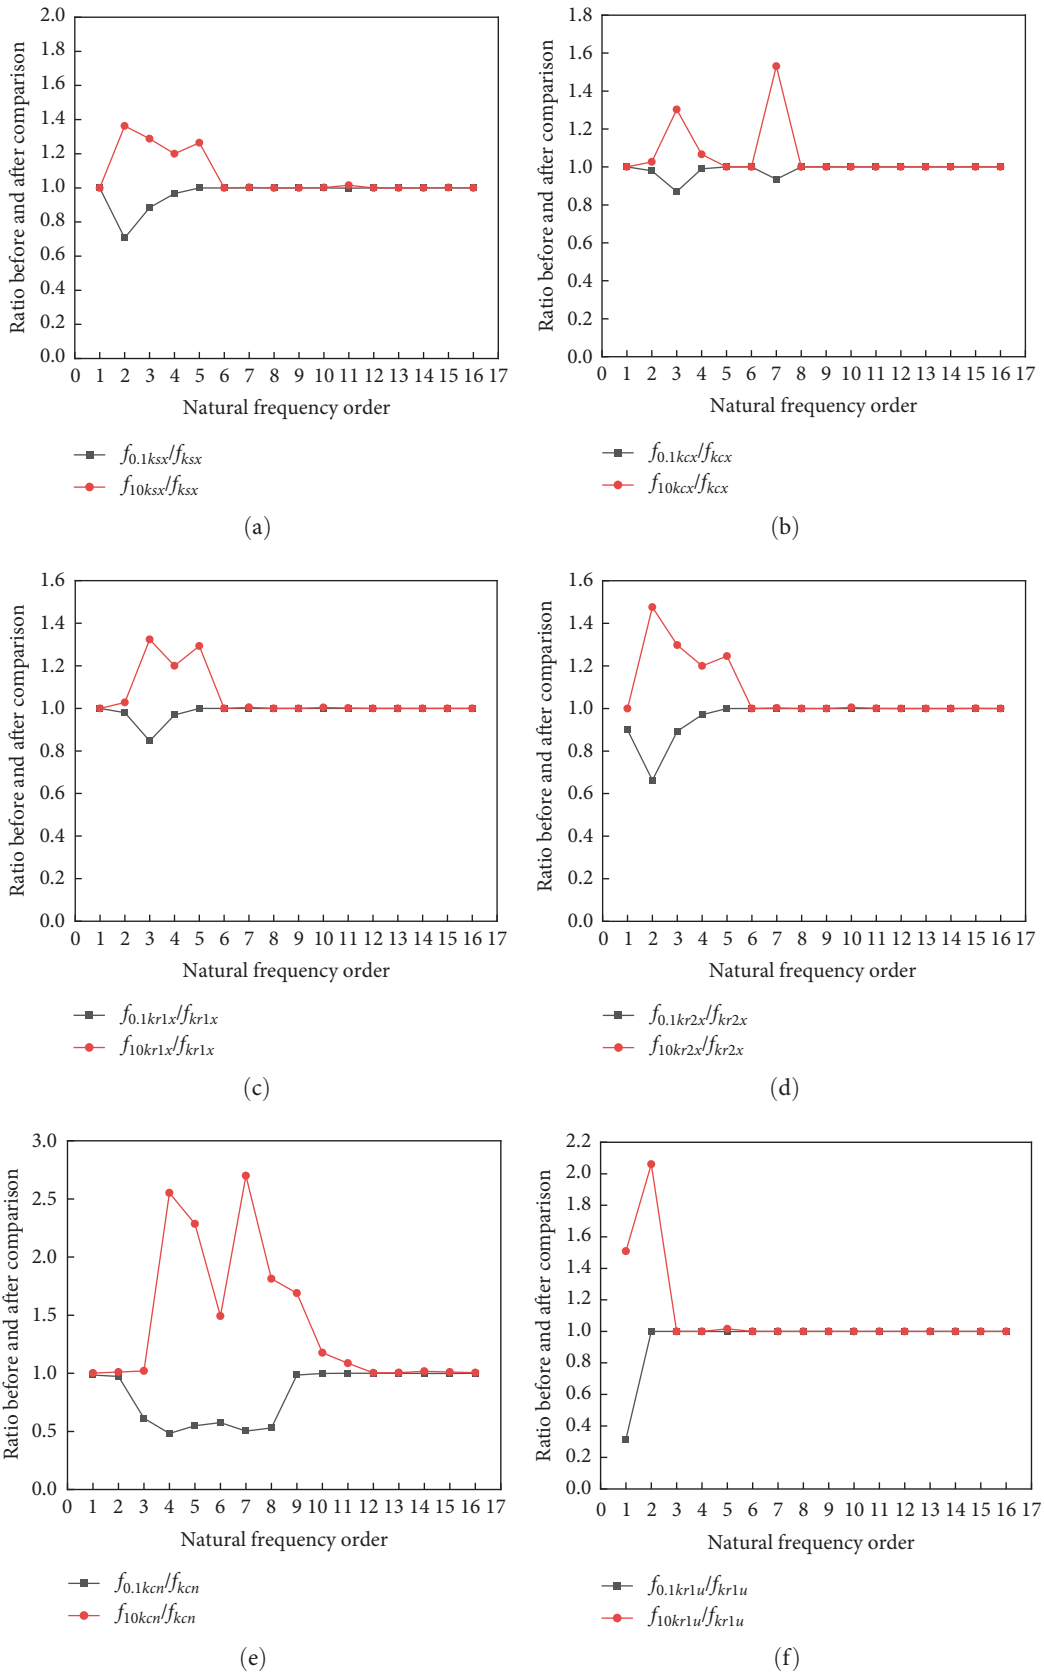 2.0
1.8
1.6
1.4
1.2
1.0
0.8
0.6
0.4
0.2
0.0
Ratio before and after comparison
0 1 2 3 4 5 6 7 8 9 10 11 12 13 14 15 16 17
Natural frequency order
f0.1ksx/fksx
f10ksx/fksx
(a)
1.8
1.6
1.4
1.2
1.0
0.8
0.6
0.4
0.2
0.0
Ratio before and after comparison
0 1 2 3 4 5 6 7 8 9 10 11 12 13 14 15 16 17
Natural frequency order
f0.1kcx/fkcx
f10kcx/fkcx
(b)
1.6
1.4
1.2
1.0
0.8
0.6
0.4
0.2
0.0
Ratio before and after comparison
0 1 2 3 4 5 6 7 8 9 10 11 12 13 14 15 16 17
Natural frequency order
f0.1kr1x/fkr1x
f10kr1x/fkr1x
(c)
1.6
1.4
1.2
1.0
0.8
0.6
0.4
0.2
0.0
Ratio before and after comparison
0 1 2 3 4 5 6 7 8 9 10 11 12 13 14 15 16 17
Natural frequency order
f0.1kr2x/fkr2x
f10kr2x/fkr2x
(d)
3.0
2.5
2.0
1.5
1.0
0.5
0.0
Ratio before and after comparison
0 1 2 3 4 5 6 7 8 9 10 11 12 13 14 15 16 17
Natural frequency order
f0.1kcn/fkcn
f10kcn/fkcn
(e)
2.2
2.0
1.8
1.6
1.4
1.2
1.0
0.8
0.6
0.4
0.2
0.0
Ratio before and after comparison
0 1 2 3 4 5 6 7 8 9 10 11 12 13 14 15 16 17
Natural frequency order
f0.1kr1u/fkr1u
f10kr1u/fkr1u
(f)